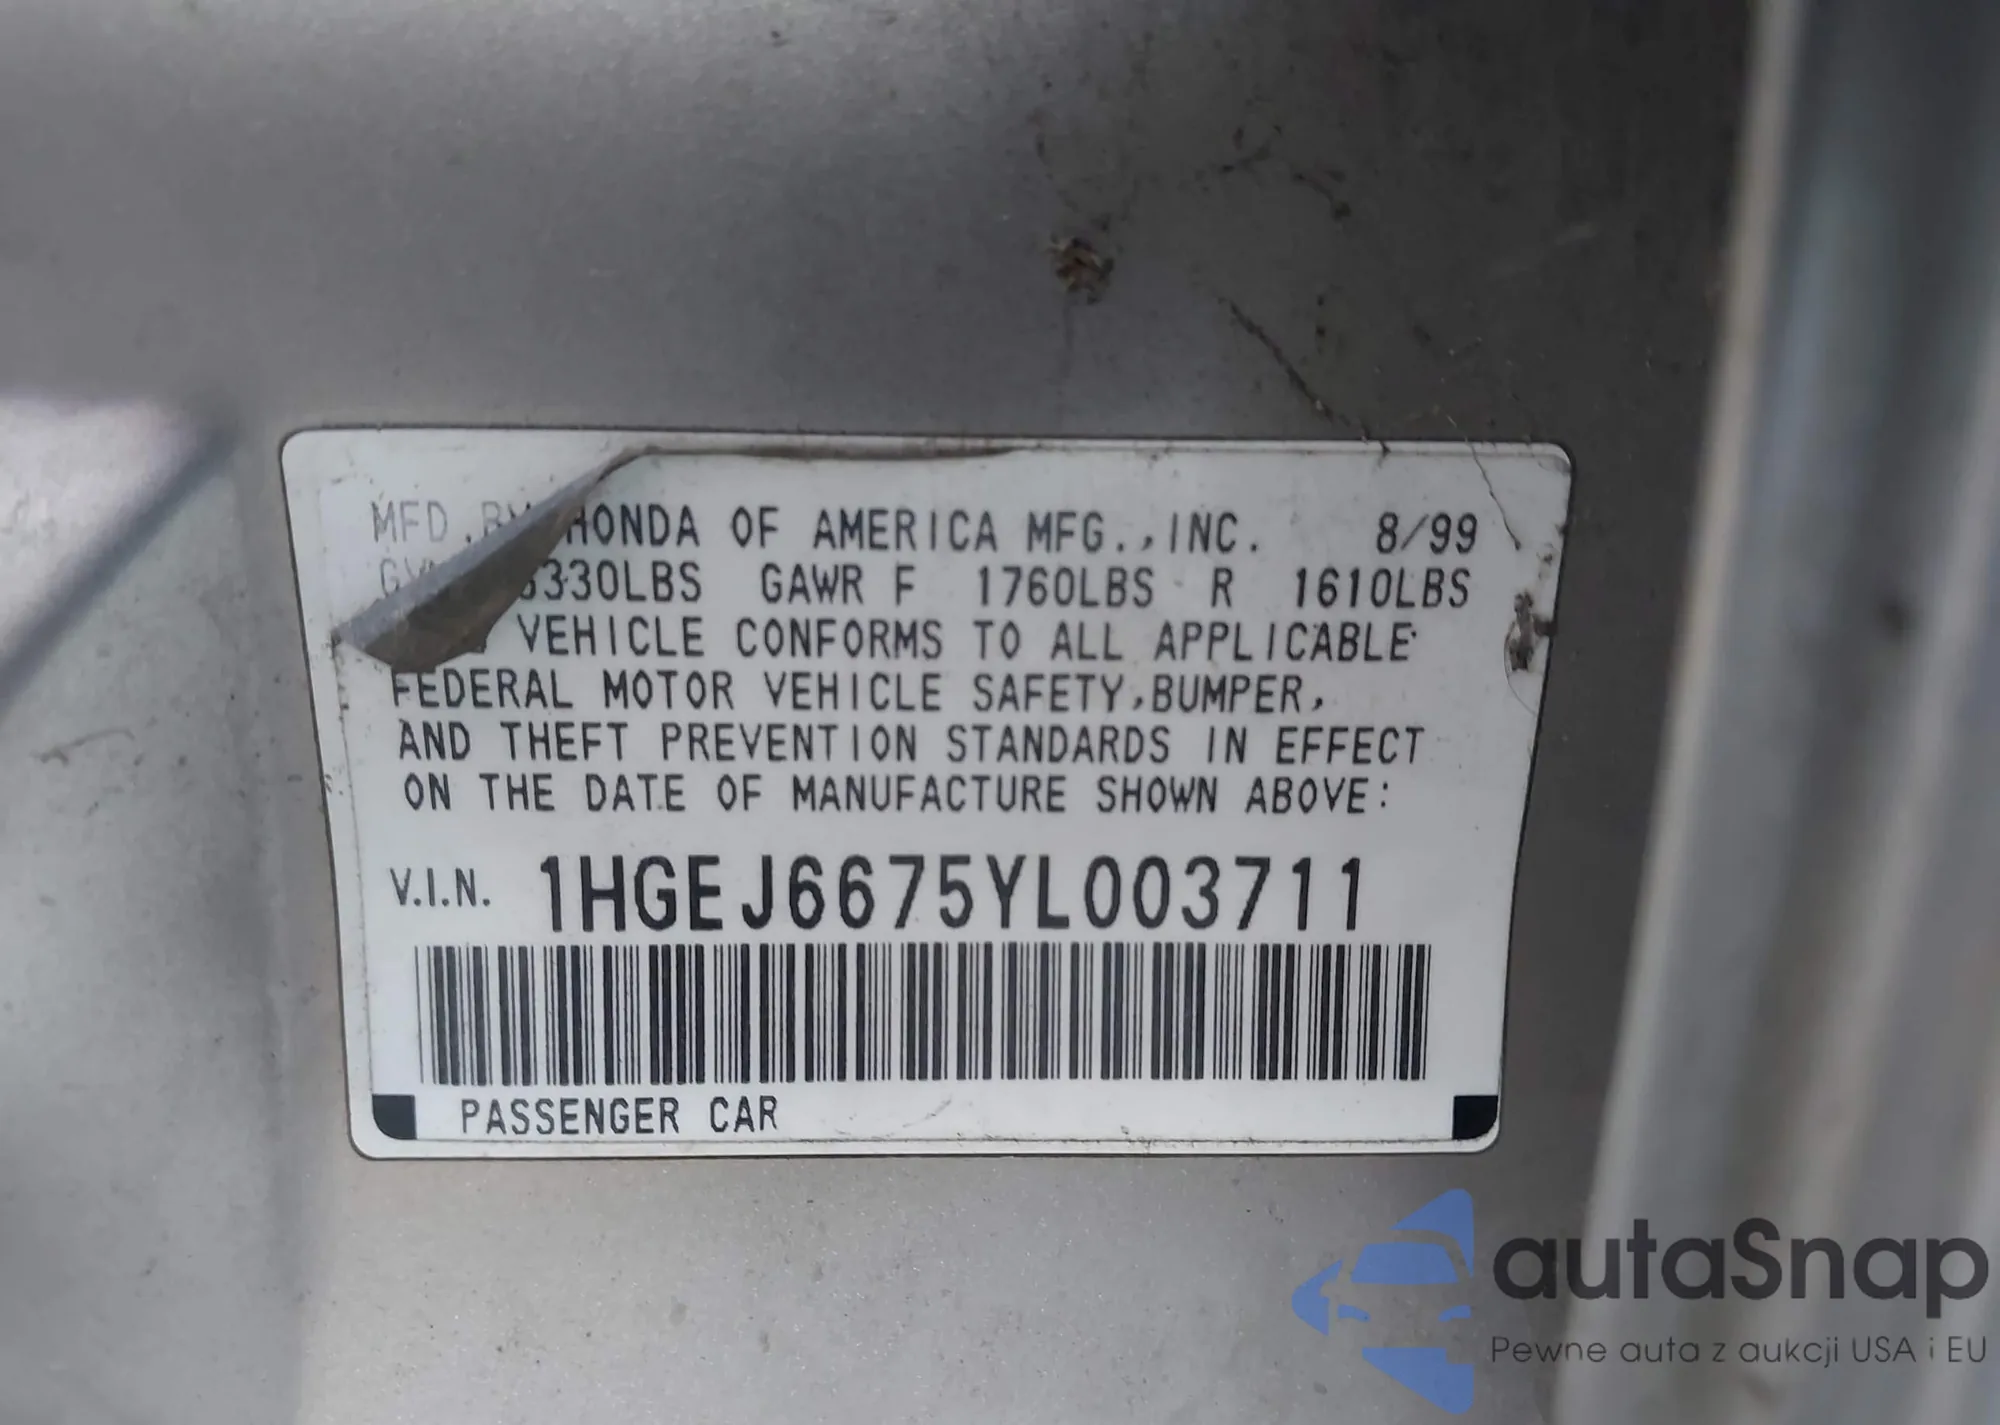 MFD. BY HONDA OF AMERICA MFG., INC. 8/99
3330LBS GAWR F 1760LBS R 1610LBS
VEHICLE CONFORMS TO ALL APPLICABLE
FEDERAL MOTOR VEHICLE SAFETY, BUMPER,
AND THEFT PREVENTION STANDARDS IN EFFECT
ON THE DATE OF MANUFACTURE SHOWN ABOVE:
V.I.N. 1HGEJ6675YL003711
PASSENGER CAR
autaSnap
Pewne auta z aukcji USA i EU